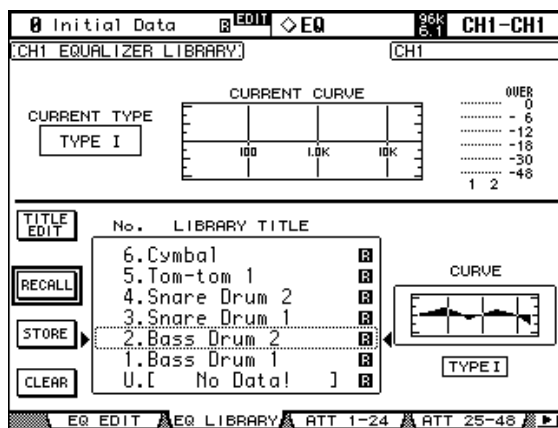 0 Initial Data R EDIT ◇EQ 96k 6.1 CH1-CH1
CH1 EQUALIZER LIBRARY CH1
CURRENT CURVE
CURRENT TYPE
TYPE I
100 1.0K 10K
OVER
0
- 6
-12
-18
-30
-48
1 2
TITLE EDIT
RECALL
STORE
CLEAR
No. LIBRARY TITLE
6.Cymbal R
5.Tom-tom 1 R
4.Snare Drum 2 R
3.Snare Drum 1 R
2.Bass Drum 2 R
1.Bass Drum 1 R
U.[ No Data! ] R
CURVE
TYPE I
EQ EDIT EQ LIBRARY ATT 1-24 ATT 25-48